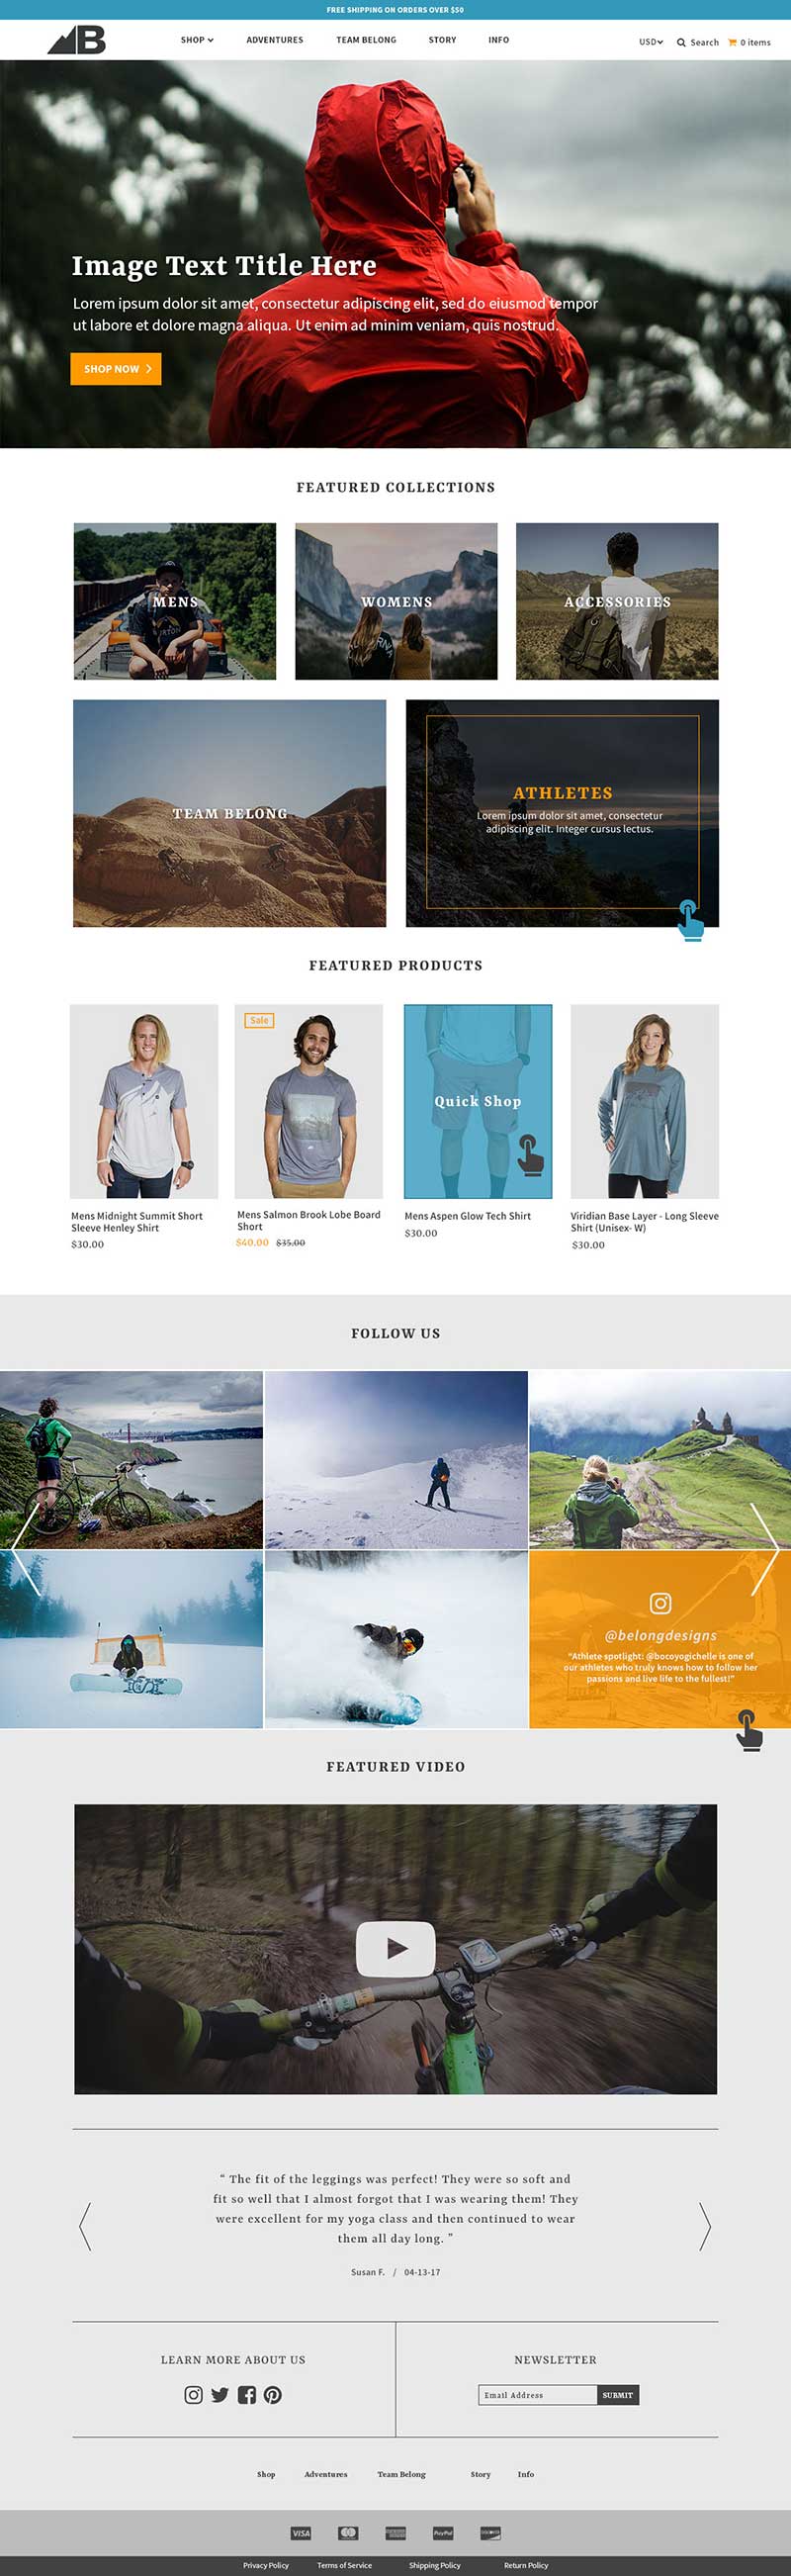 FREE SHIPPING ON ORDERS OVER $50
B
SHOP ADVENTURES TEAM BELONG STORY INFO
USD Search 0 items
Image Text Title Here
Lorem ipsum dolor sit amet, consectetur adipiscing elit, sed do eiusmod tempor
ut labore et dolore magna aliqua. Ut enim ad minim veniam, quis nostrud.
SHOP NOW
FEATURED COLLECTIONS
MENS
WOMENS
ACCESSORIES
TEAM BELONG
ATHLETES
Lorem ipsum dolor sit amet, consectetur
adipiscing elit. Integer cursus lectus.
FEATURED PRODUCTS
Sale
Quick Shop
Mens Midnight Summit Short
Sleeve Henley Shirt
$30.00
Mens Salmon Brook Lobe Board
Short
$40.00 $35.00
Mens Aspen Glow Tech Shirt
$30.00
Viridian Base Layer - Long Sleeve
Shirt (Unisex- W)
$30.00
FOLLOW US
@belongdesigns
"Athlete spotlight! @bocoyogichelle is one of
our athletes who truly knows how to follow her
passions and live life to the fullest!"
FEATURED VIDEO
“ The fit of the leggings was perfect! They were so soft and
fit so well that I almost forgot that I was wearing them! They
were excellent for my yoga class and then continued to wear
them all day long. ”
Susan F. / 04-13-17
LEARN MORE ABOUT US
NEWSLETTER
Email Address SUBMIT
Shop Adventures Team Belong Story Info
VISA PayPal
Privacy Policy Terms of Service Shipping Policy Return Policy